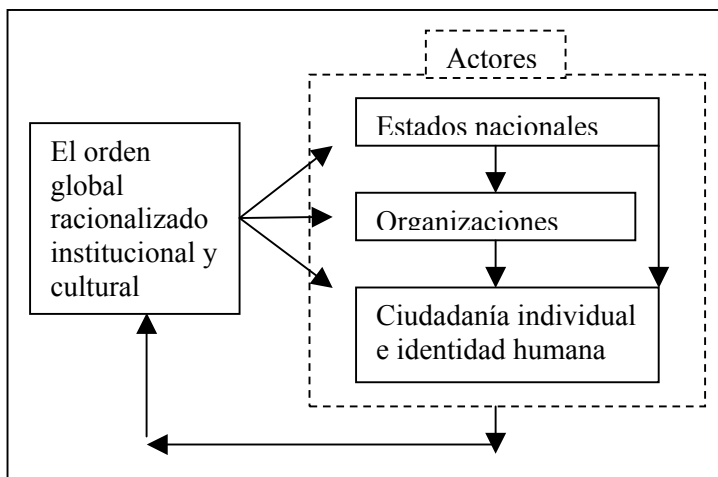 Actores
Estados nacionales
El orden
global
racionalizado
institucional y
cultural
Organizaciones
Ciudadanía individual
e identidad humana